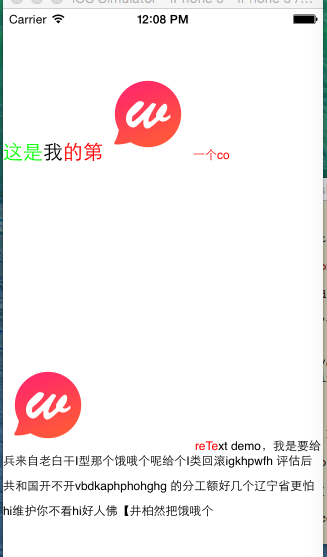 iOS Simulator - iPhone 5 - iPhone 5 /
Carrier 12:08 PM
w
这是我的第 一个co
w
reText demo，我是要给
兵来自老白干I型那个饿哦个呢给个I类回滚igkhpwfh 评估后
共和国开不开vbdkaphphohghg 的分工额好几个辽宁省更怕
hi维护你不看hi好人佛【井柏然把饿哦个